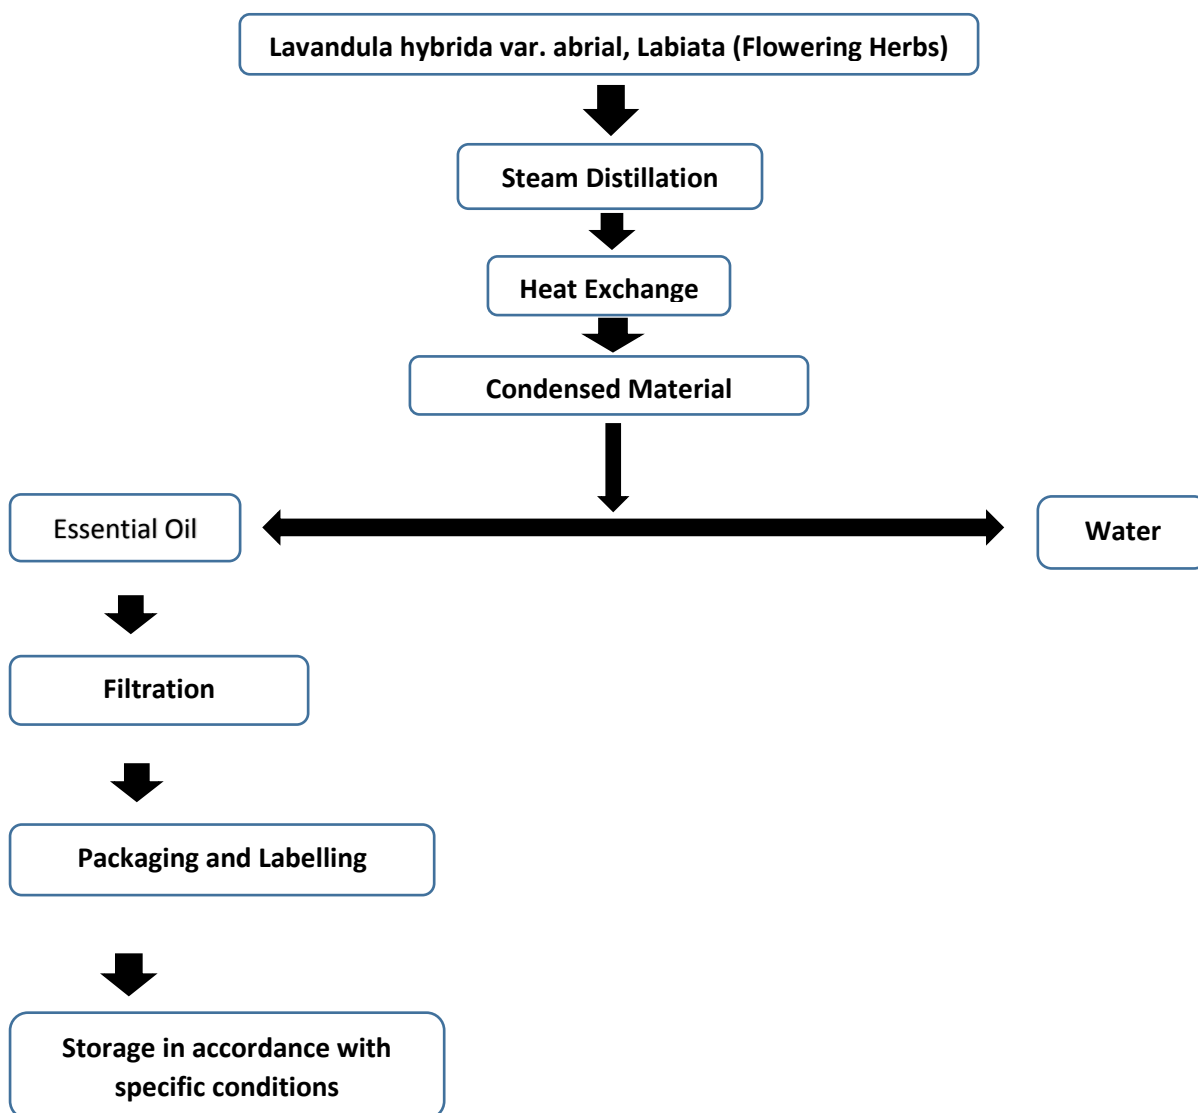 Lavandula hybrida var. abrial, Labiata (Flowering Herbs)
Steam Distillation
Heat Exchange
Condensed Material
Essential Oil
Water
Filtration
Packaging and Labelling
Storage in accordance with
specific conditions